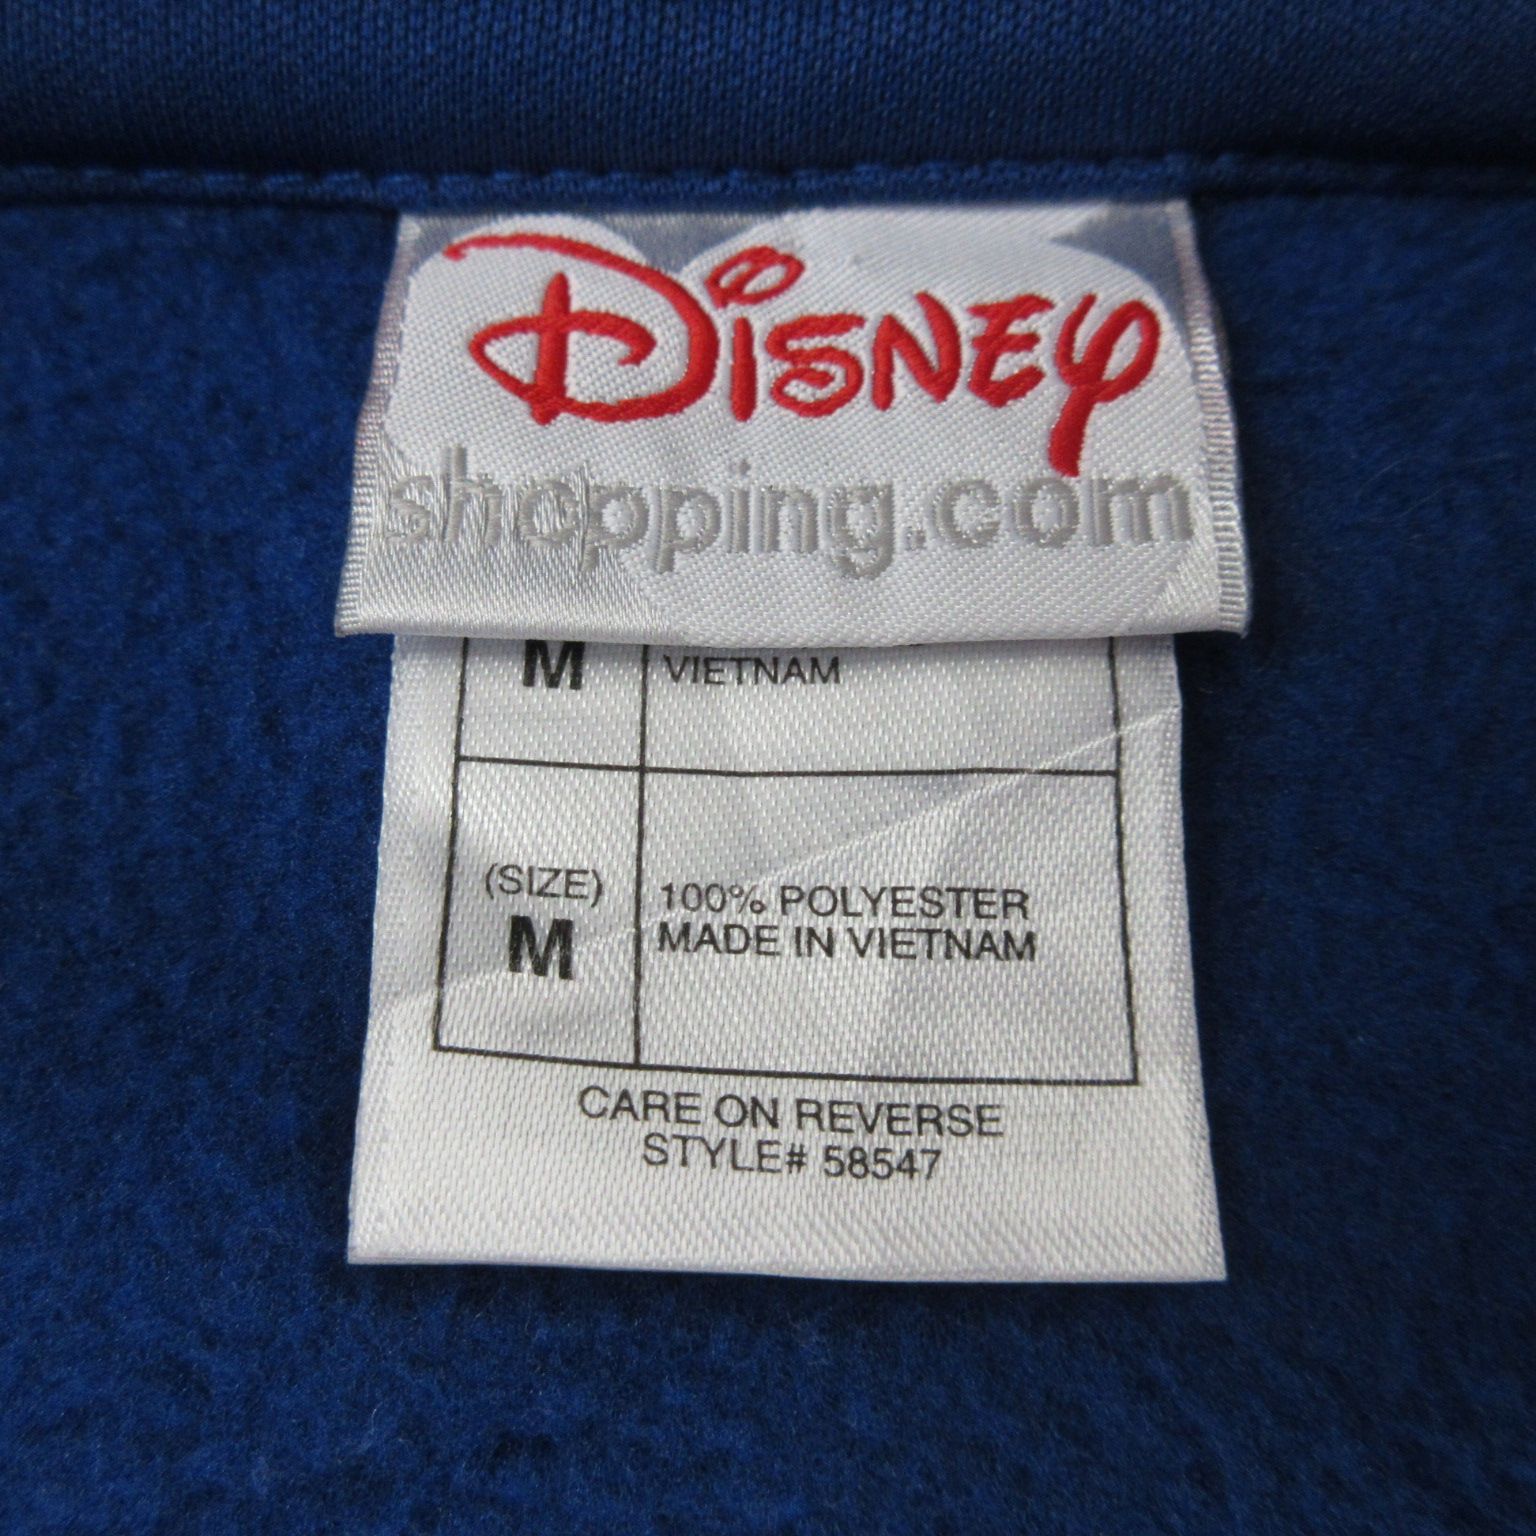 Disney
shopping.com
M VIETNAM
(SIZE)
M
100% POLYESTER
MADE IN VIETNAM
CARE ON REVERSE
STYLE# 58547